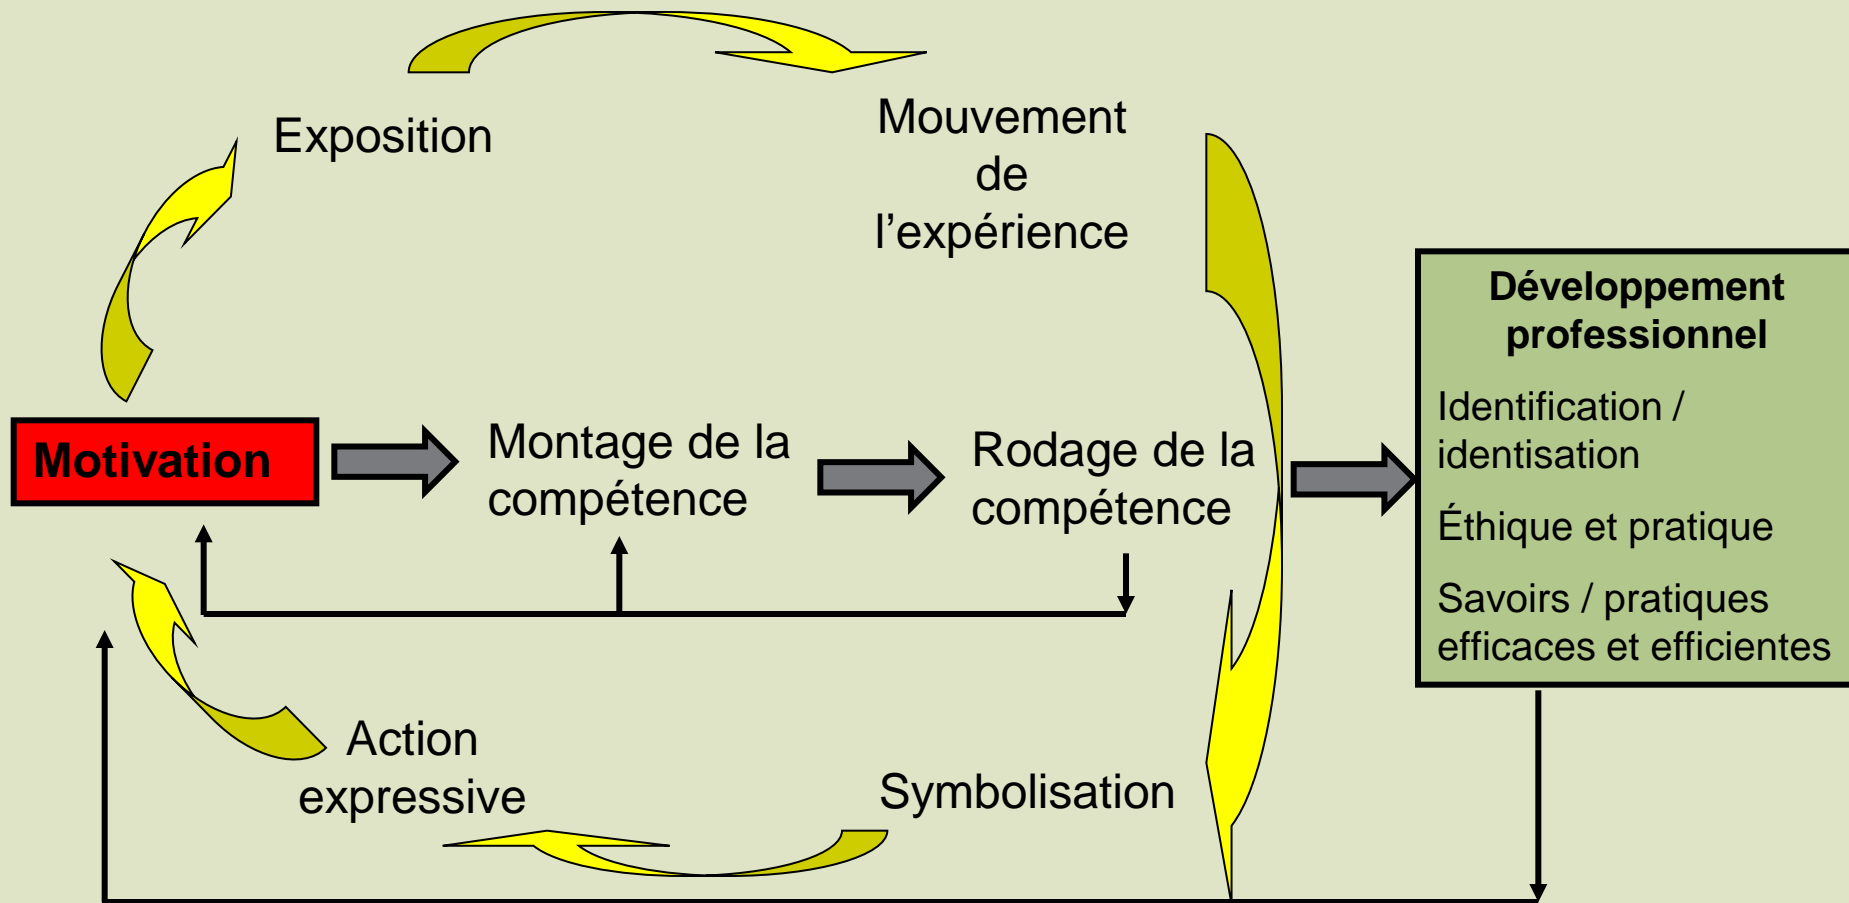 Exposition
Mouvement
de
l’expérience
Motivation
Montage de la
compétence
Rodage de la
compétence
Développement
professionnel
Identification /
identisation
Éthique et pratique
Savoirs / pratiques
efficaces et efficientes
Action
expressive
Symbolisation